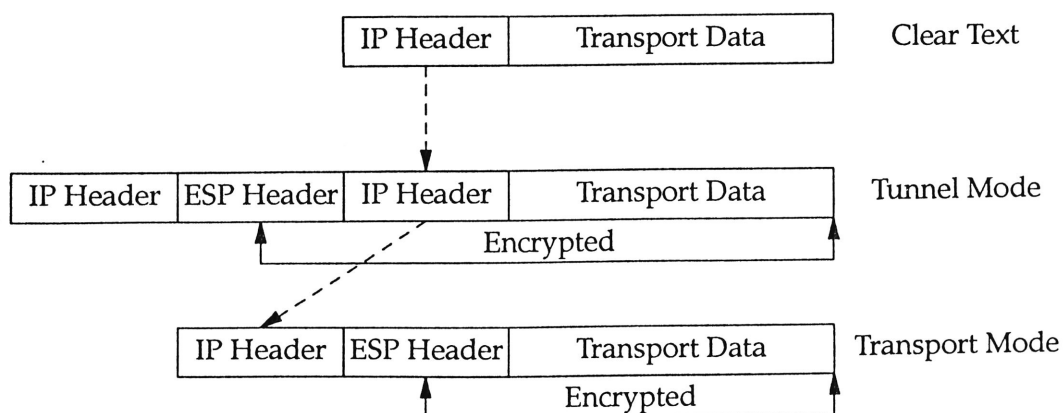 IP Header Transport Data Clear Text
IP Header ESP Header IP Header Transport Data Tunnel Mode
Encrypted
IP Header ESP Header Transport Data Transport Mode
Encrypted